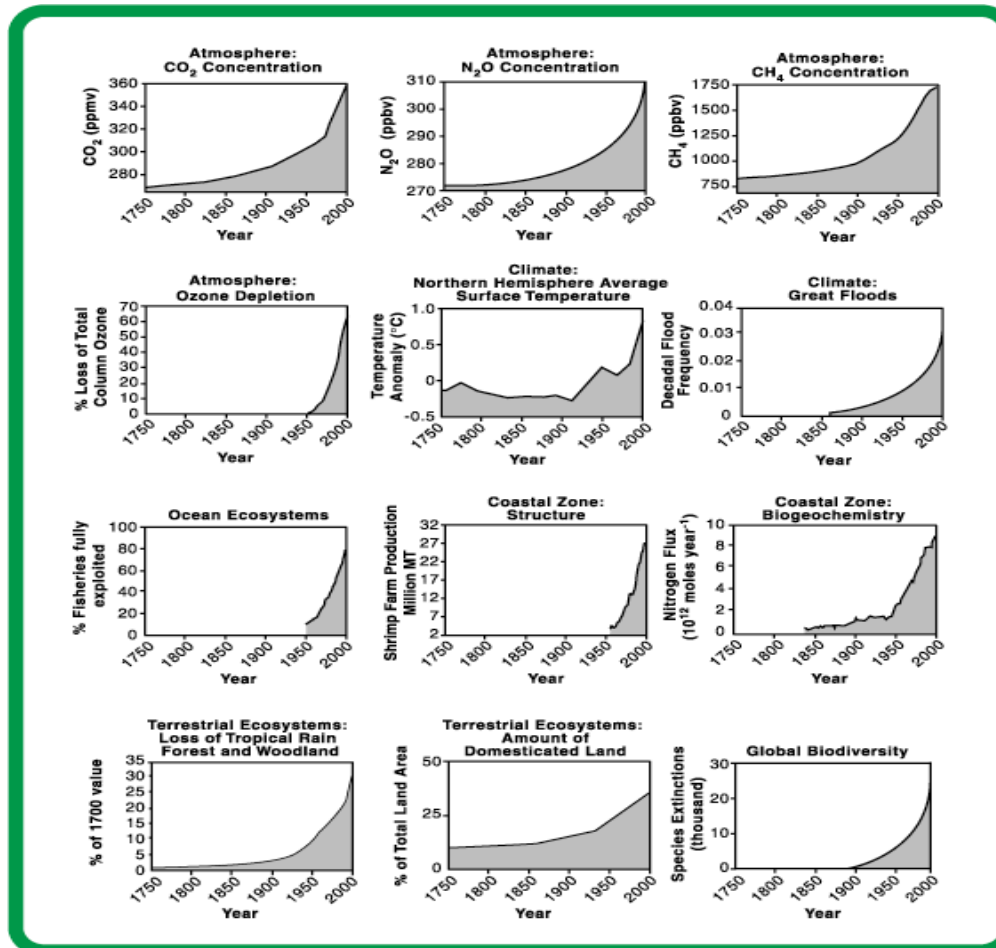 Atmosphere:
CO₂ Concentration
CO₂ (ppmv)
360
340
320
300
280
1750
1800
1850
1900
1950
2000
Year
Atmosphere:
N₂O Concentration
N₂O (ppbv)
310
300
290
280
270
1750
1800
1850
1900
1950
2000
Year
Atmosphere:
CH₄ Concentration
CH₄ (ppbv)
1750
1500
1250
1000
750
1750
1800
1850
1900
1950
2000
Year
Atmosphere:
Ozone Depletion
% Loss of Total
Column Ozone
70
60
50
40
30
20
10
0
1750
1800
1850
1900
1950
2000
Year
Climate:
Northern Hemisphere Average
Surface Temperature
Temperature
Anomaly (°C)
1.0
0.5
0
-0.5
1750
1800
1850
1900
1950
2000
Year
Climate:
Great Floods
Decadal Flood
Frequency
0.04
0.03
0.02
0.01
0
1750
1800
1850
1900
1950
2000
Year
Ocean Ecosystems
% Fisheries fully
exploited
100
80
60
40
20
0
1750
1800
1850
1900
1950
2000
Year
Coastal Zone:
Structure
Shrimp Farm Production
Million MT
32
27
22
17
12
7
2
1750
1800
1850
1900
1950
2000
Year
Coastal Zone:
Biogeochemistry
Nitrogen Flux
(10¹² moles year⁻¹)
10
8
6
4
2
0
1750
1800
1850
1900
1950
2000
Year
Terrestrial Ecosystems:
Loss of Tropical Rain
Forest and Woodland
% of 1700 value
35
30
25
20
15
10
5
0
1750
1800
1850
1900
1950
2000
Year
Terrestrial Ecosystems:
Amount of
Domesticated Land
% of Total Land Area
50
25
0
1750
1800
1850
1900
1950
2000
Year
Global Biodiversity
Species Extinctions
(thousand)
30
20
10
0
1750
1800
1850
1900
1950
2000
Year